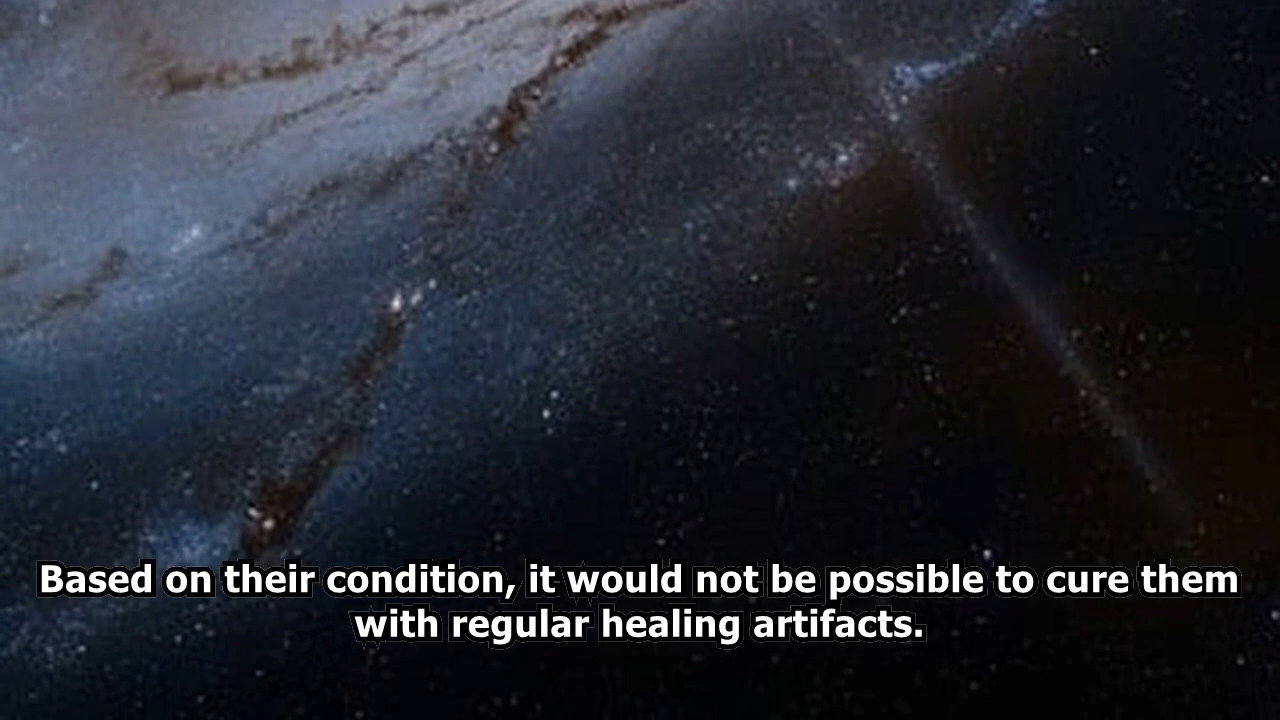 Based on their condition, it would not be possible to cure them
with regular healing artifacts.